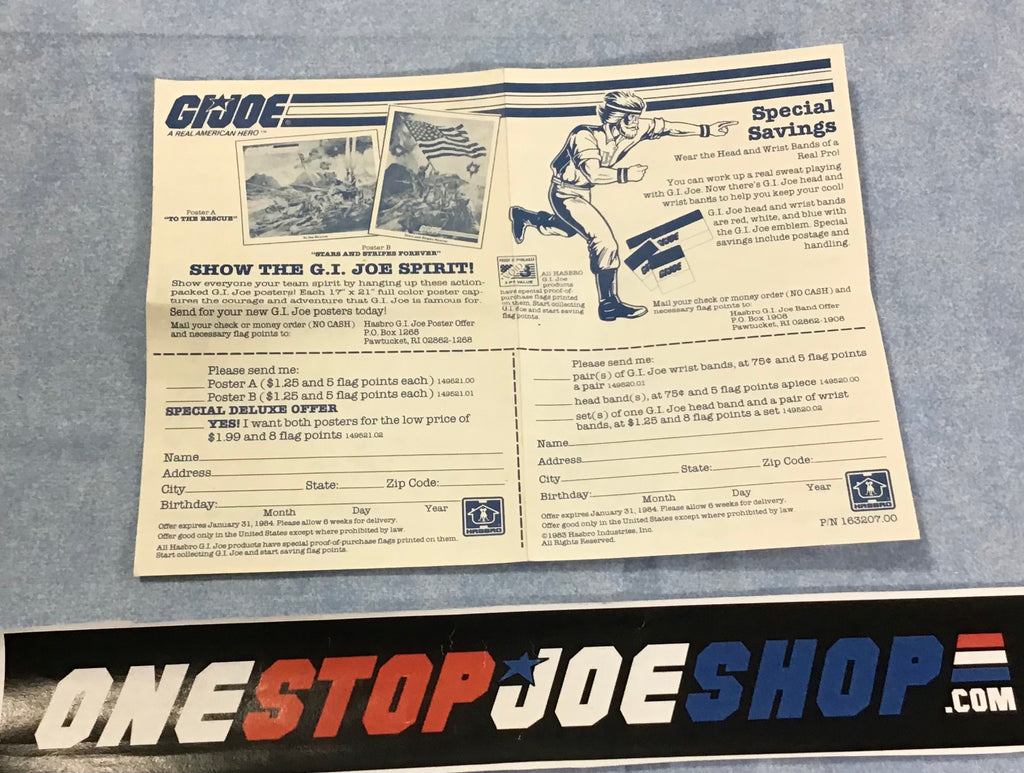 GI JOE
A REAL AMERICAN HERO™
Poster A
"TO THE RESCUE"
To the Rescue
Poster B
"STARS AND STRIPES FOREVER"
SHOW THE G.I. JOE SPIRIT!
Show everyone your team spirit by hanging up these action-
packed G.I. Joe posters! Each 17" x 21" full color poster cap-
tures the courage and adventure that G.I. Joe is famous for.
Send for your new G.I. Joe posters today!
Mail your check or money order (NO CASH)
and necessary flag points to:
Hasbro G.I. Joe Poster Offer
P.O. Box 1268
Pawtucket, RI 02862-1268
Please send me:
Poster A ($1.25 and 5 flag points each) 149521.00
Poster B ($1.25 and 5 flag points each) 149521.01
SPECIAL DELUXE OFFER
YES! I want both posters for the low price of
$1.99 and 8 flag points 149521.02
Name
Address
City State: Zip Code:
Birthday:
Month Day Year
Offer expires January 31, 1984. Please allow 6 weeks for delivery.
Offer good only in the United States except where prohibited by law.
HASBRO
All Hasbro G.I. Joe products have special proof-of-purchase flags printed on them.
Start collecting G.I. Joe and start saving flag points.
Special
Savings
Wear the Head and Wrist Bands of a
Real Pro!
You can work up a real sweat playing
with G.I. Joe. Now there's G.I. Joe head and
wrist bands to help you keep your cool!
G.I. Joe head and wrist bands
are red, white, and blue with
the G.I. Joe emblem. Special
savings include postage and
handling.
All HASBRO
G.I. Joe
products
have special proof-of-
purchase flags printed
on them. Start collecting
G.I. Joe and start saving
flag points.
Mail your check or money order (NO CASH) and
necessary flag points to:
Hasbro G.I. Joe Band Offer
P.O. Box 1908
Pawtucket, RI 02862-1908
Please send me:
pair(s) of G.I. Joe wrist bands, at 75¢ and 5 flag points
a pair 149520.01
head band(s), at 75¢ and 5 flag points apiece 149520.00
set(s) of one G.I. Joe head band and a pair of wrist
bands, at $1.25 and 8 flag points a set 149520.02
Name
Address
City State: Zip Code:
Birthday:
Month Day Year
Offer expires January 31, 1984. Please allow 6 weeks for delivery.
Offer good only in the United States except where prohibited by law.
©1983 Hasbro Industries, Inc.
All Rights Reserved.
HASBRO
P/N 163207.00
ONESTOPJOESHOP
.COM